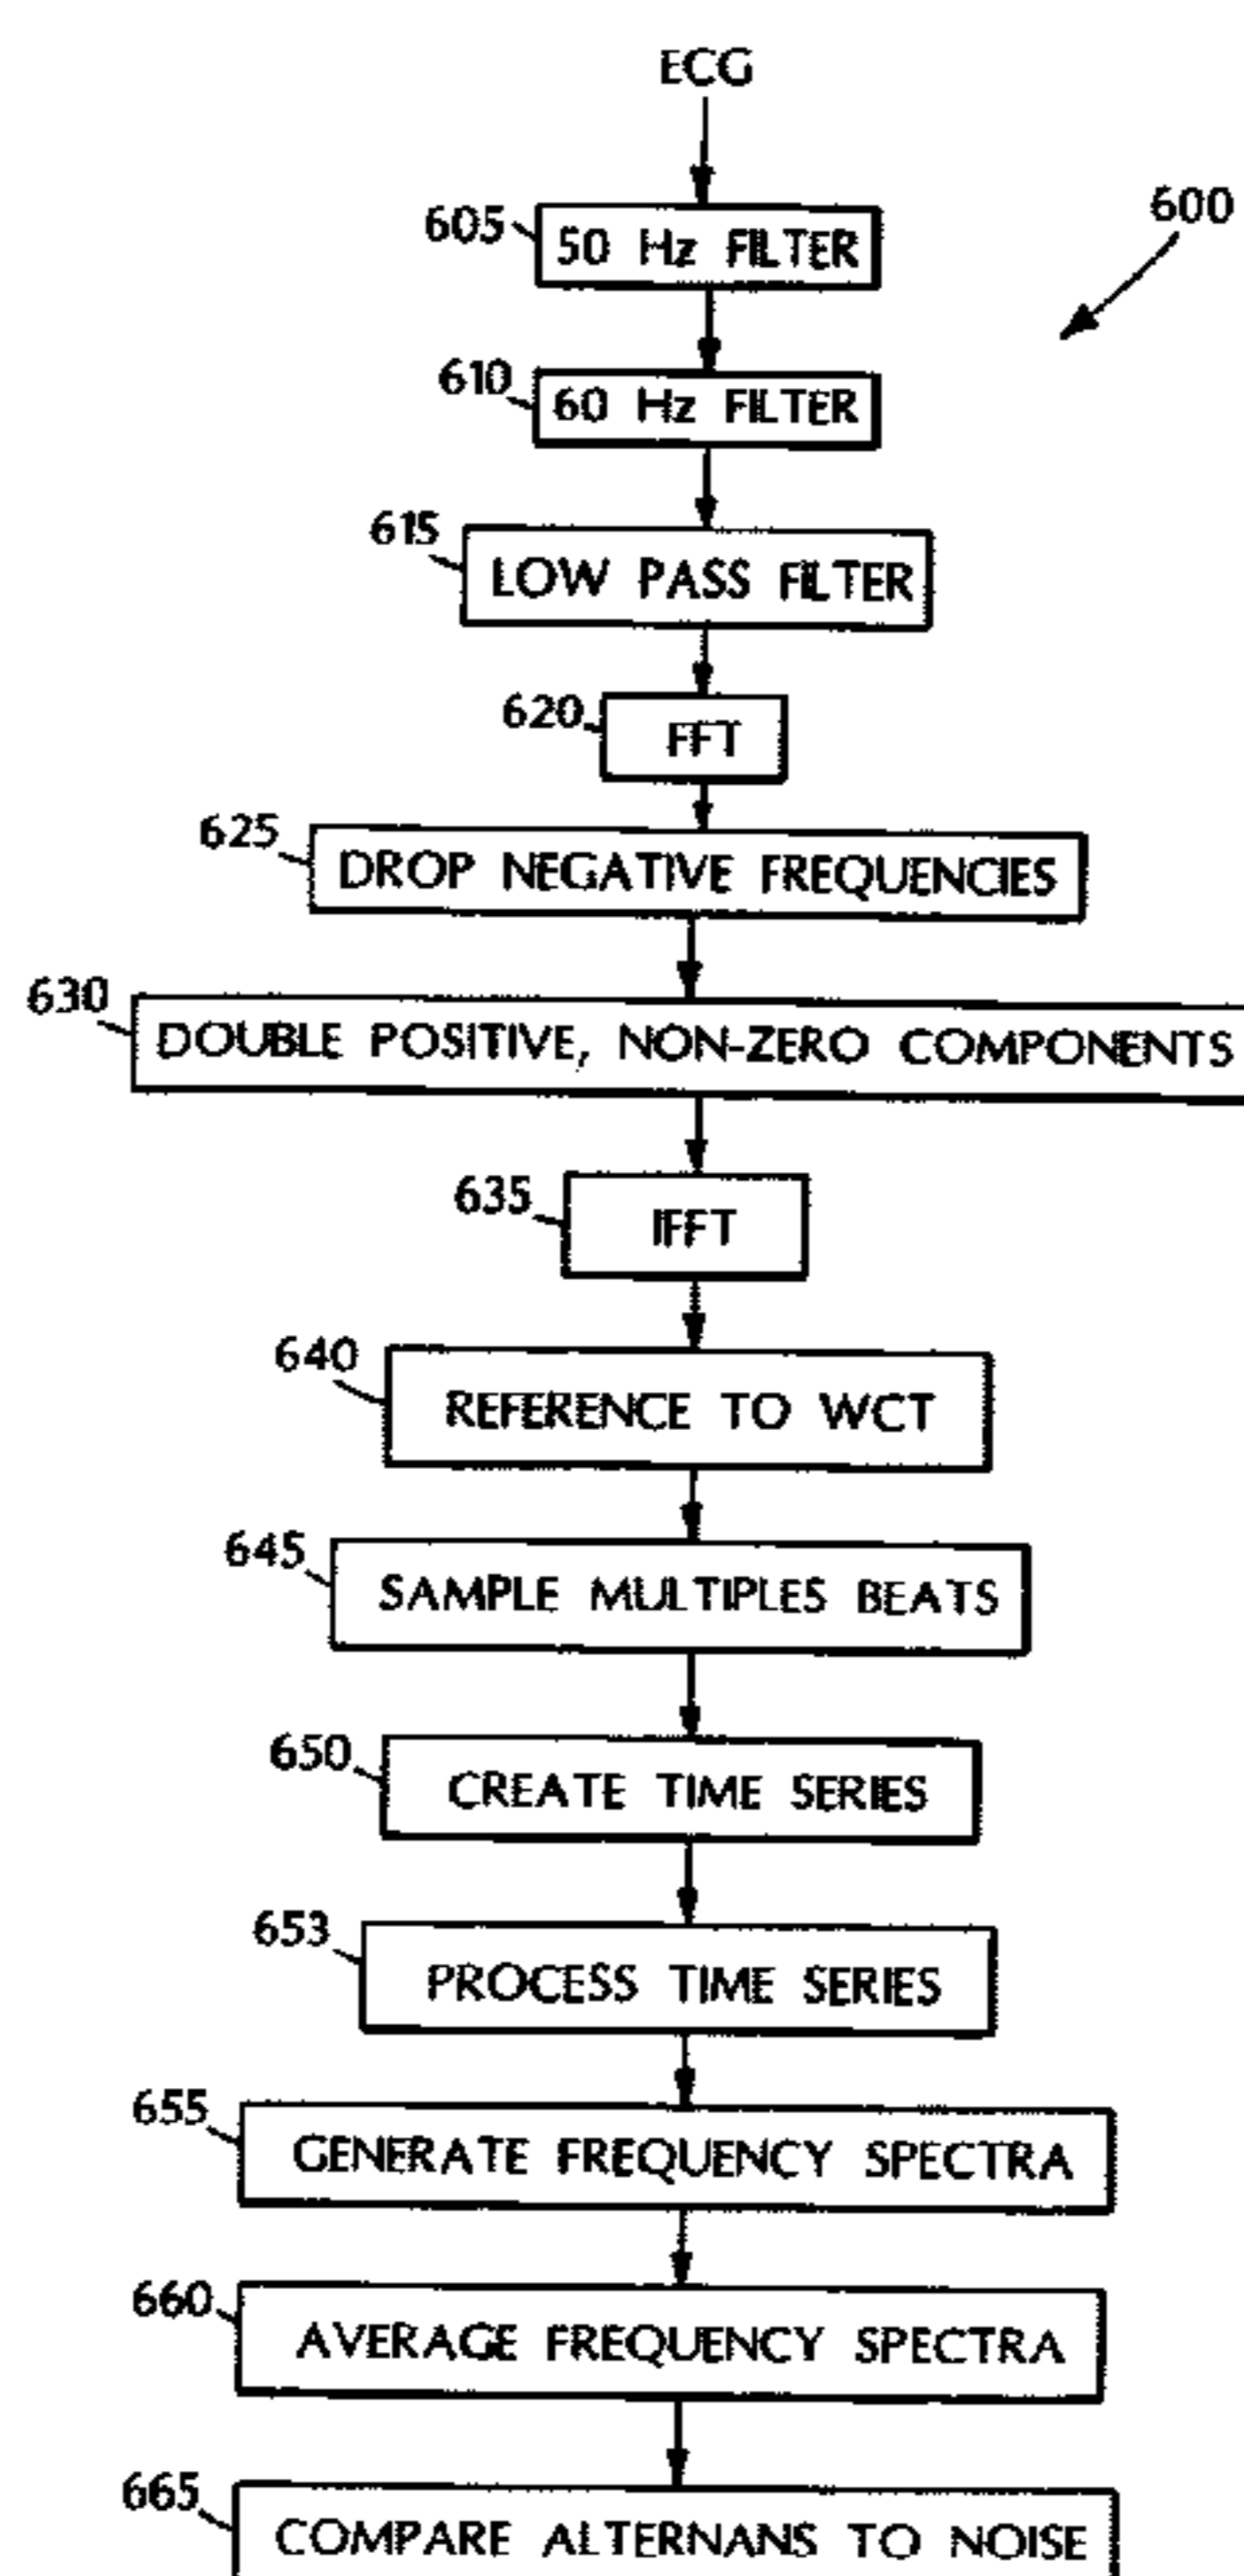 ECG
600
605
50 Hz FILTER
610
60 Hz FILTER
615
LOW PASS FILTER
620
FFT
625
DROP NEGATIVE FREQUENCIES
630
DOUBLE POSITIVE, NON-ZERO COMPONENTS
635
IFFT
640
REFERENCE TO WCT
645
SAMPLE MULTIPLES BEATS
650
CREATE TIME SERIES
653
PROCESS TIME SERIES
655
GENERATE FREQUENCY SPECTRA
660
AVERAGE FREQUENCY SPECTRA
665
COMPARE ALTERNANS TO NOISE